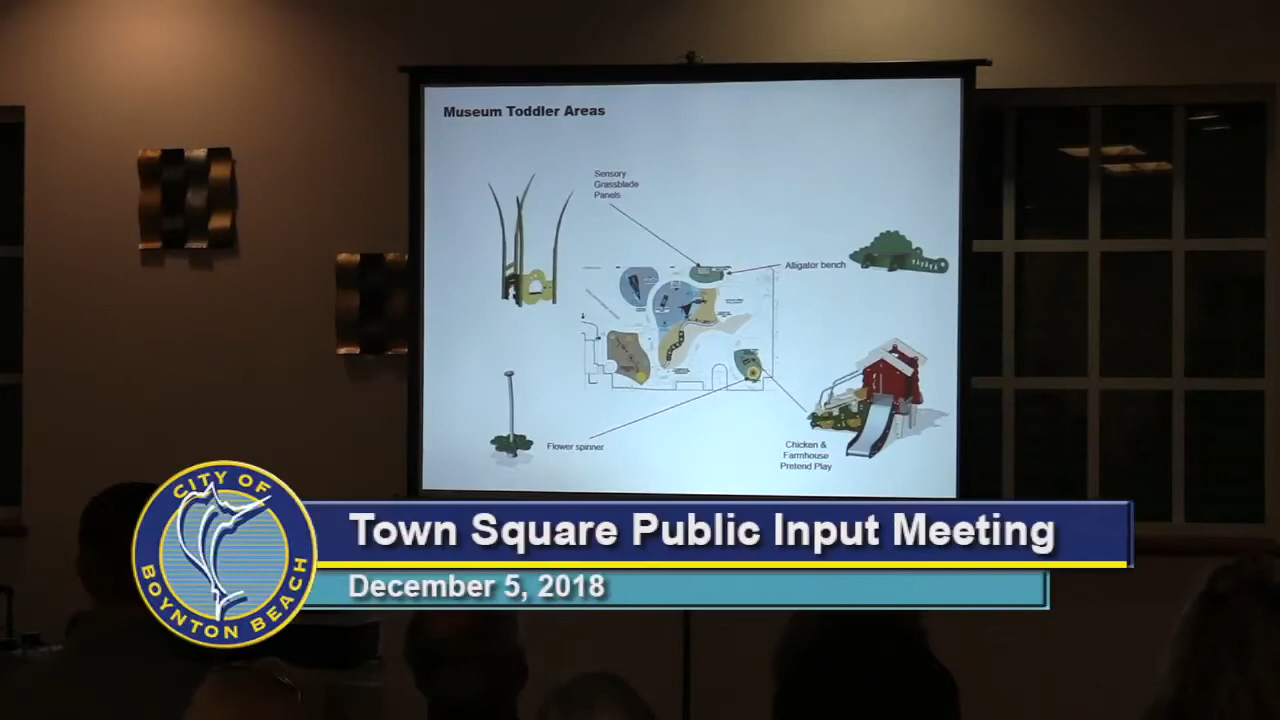 Museum Toddler Areas
Sensory
Grassblade
Panels
Alligator bench
Flower spinner
Chicken &
Farmhouse
Pretend Play
CITY OF
BOYNTON BEACH
Town Square Public Input Meeting
December 5, 2018